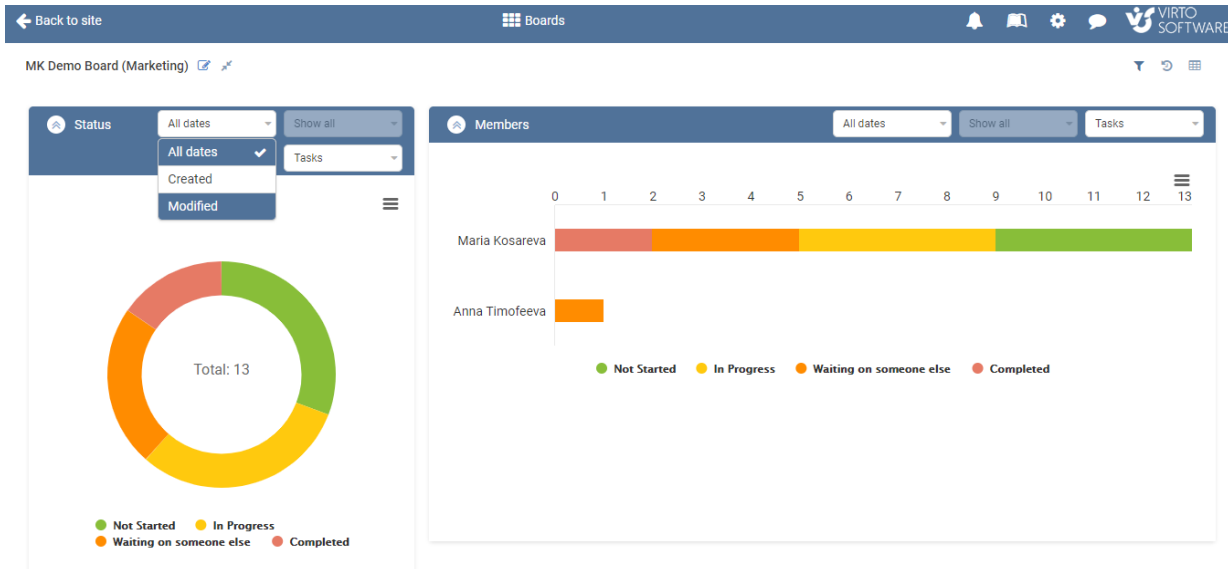 Back to site
Boards
VIRTO
SOFTWARE
MK Demo Board (Marketing)
Status
All dates
Show all
All dates
Created
Modified
Tasks
Total: 13
Not Started
In Progress
Waiting on someone else
Completed
Members
All dates
Show all
Tasks
0 1 2 3 4 5 6 7 8 9 10 11 12 13
Maria Kosareva
Anna Timofeeva
Not Started
In Progress
Waiting on someone else
Completed